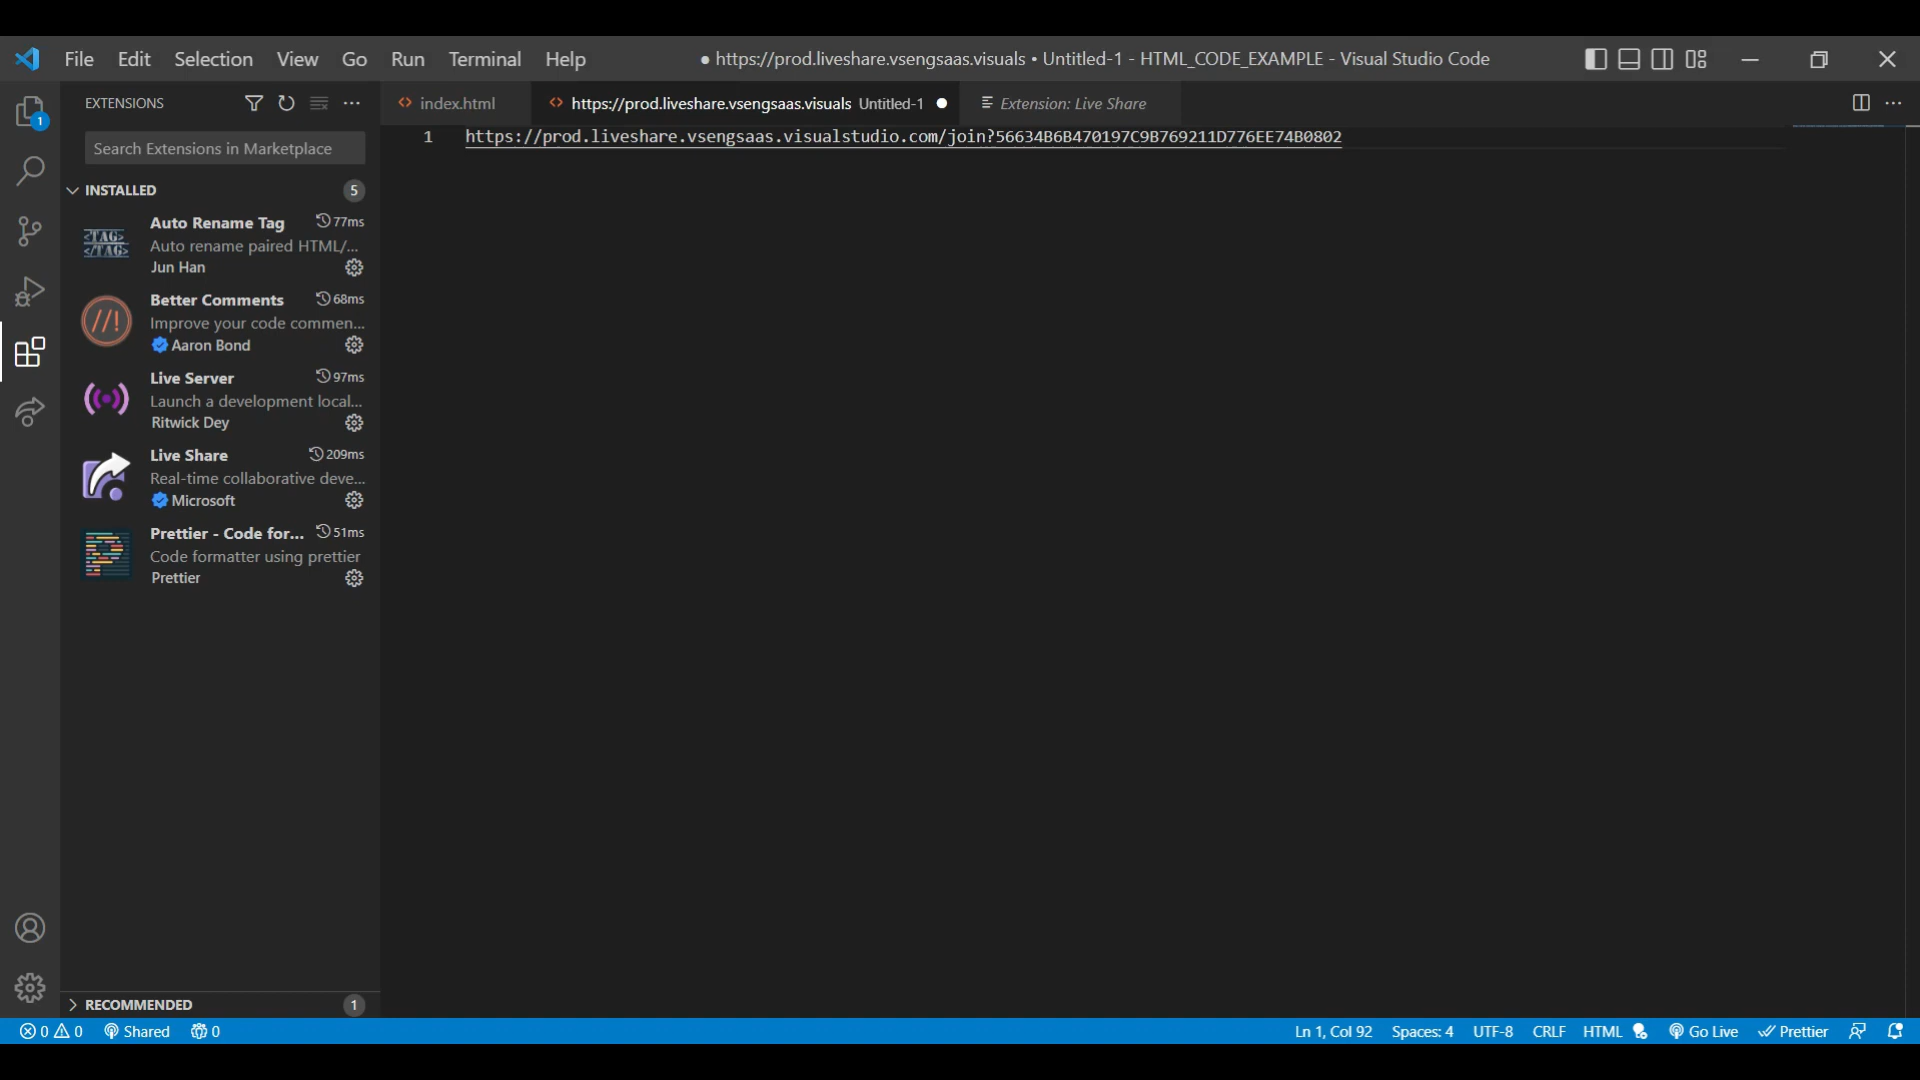 File Edit Selection View Go Run Terminal Help ● https://prod.liveshare.vsengsaas.visuals • Untitled-1 - HTML_CODE_EXAMPLE - Visual Studio Code
EXTENSIONS
index.html
https://prod.liveshare.vsengsaas.visuals Untitled-1 ●
Extension: Live Share
1
1 https://prod.liveshare.vsengsaas.visualstudio.com/join?56634B6B470197C9B769211D776EE74B0802
Search Extensions in Marketplace
INSTALLED 5
<TAG>
</TAG>
Auto Rename Tag 77ms
Auto rename paired HTML/...
Jun Han
//!
Better Comments 68ms
Improve your code commen...
Aaron Bond
Live Server 97ms
Launch a development local...
Ritwick Dey
Live Share 209ms
Real-time collaborative deve...
Microsoft
Prettier - Code for... 51ms
Code formatter using prettier
Prettier
RECOMMENDED 1
0 0 Shared 0 Ln 1, Col 92 Spaces: 4 UTF-8 CRLF HTML Go Live Prettier